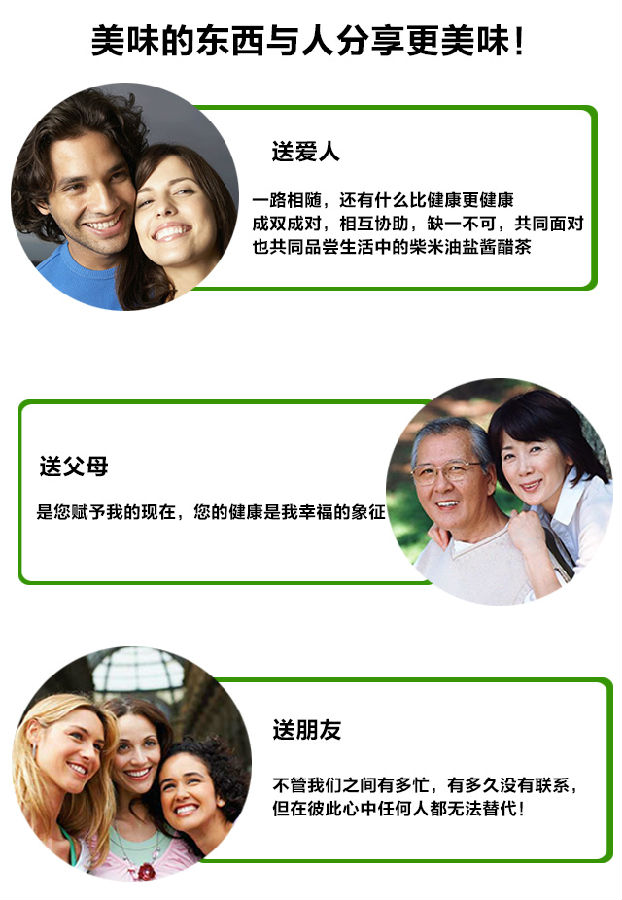 美味的东西与人分享更美味！
送爱人
一路相随，还有什么比健康更健康
成双成对，相互协助，缺一不可，共同面对
也共同品尝生活中的柴米油盐酱醋茶
送父母
是您赋予我的现在，您的健康是我幸福的象征
送朋友
不管我们之间有多忙，有多久没有联系，
但在彼此心中任何人都无法替代！